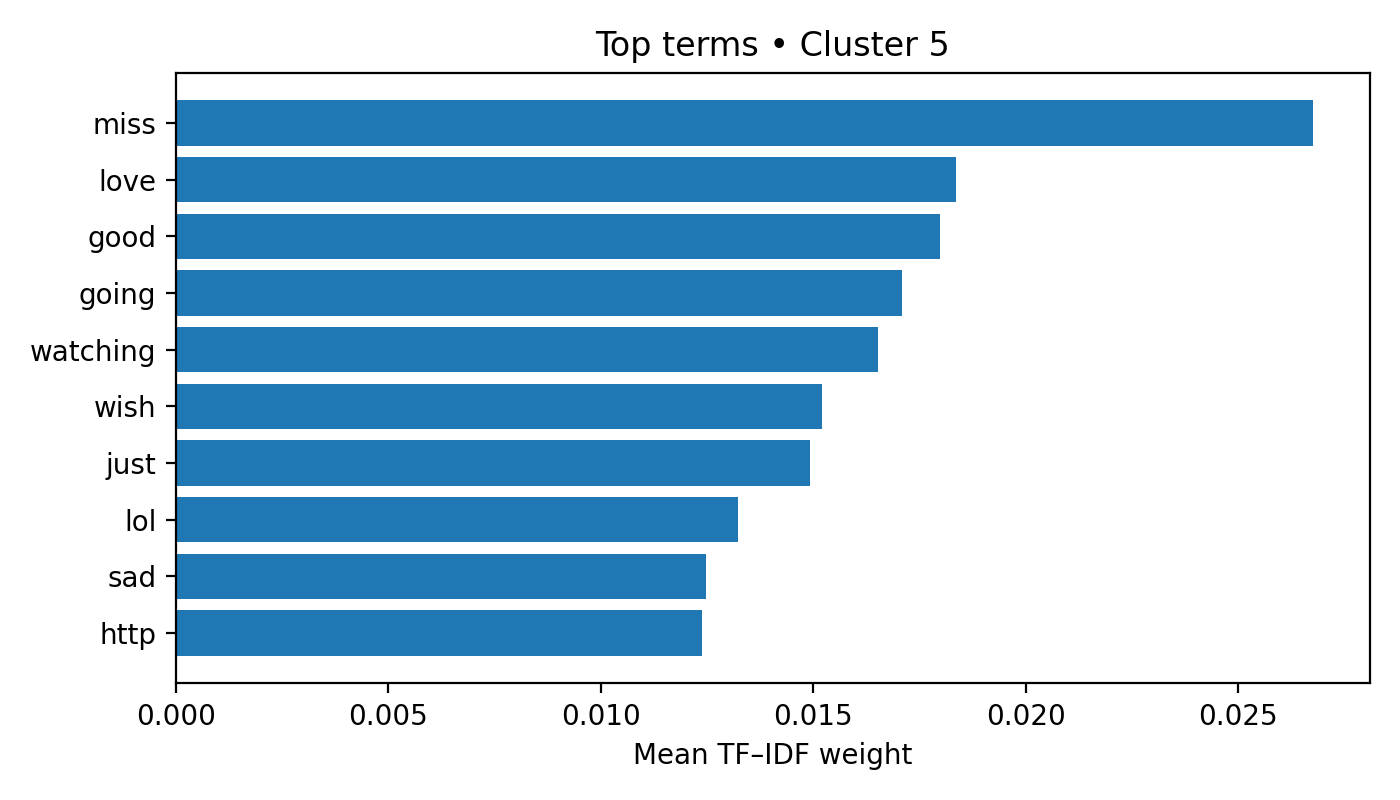 Top terms • Cluster 5
miss
love
good
going
watching
wish
just
lol
sad
http
0.000 0.005 0.010 0.015 0.020 0.025
Mean TF–IDF weight